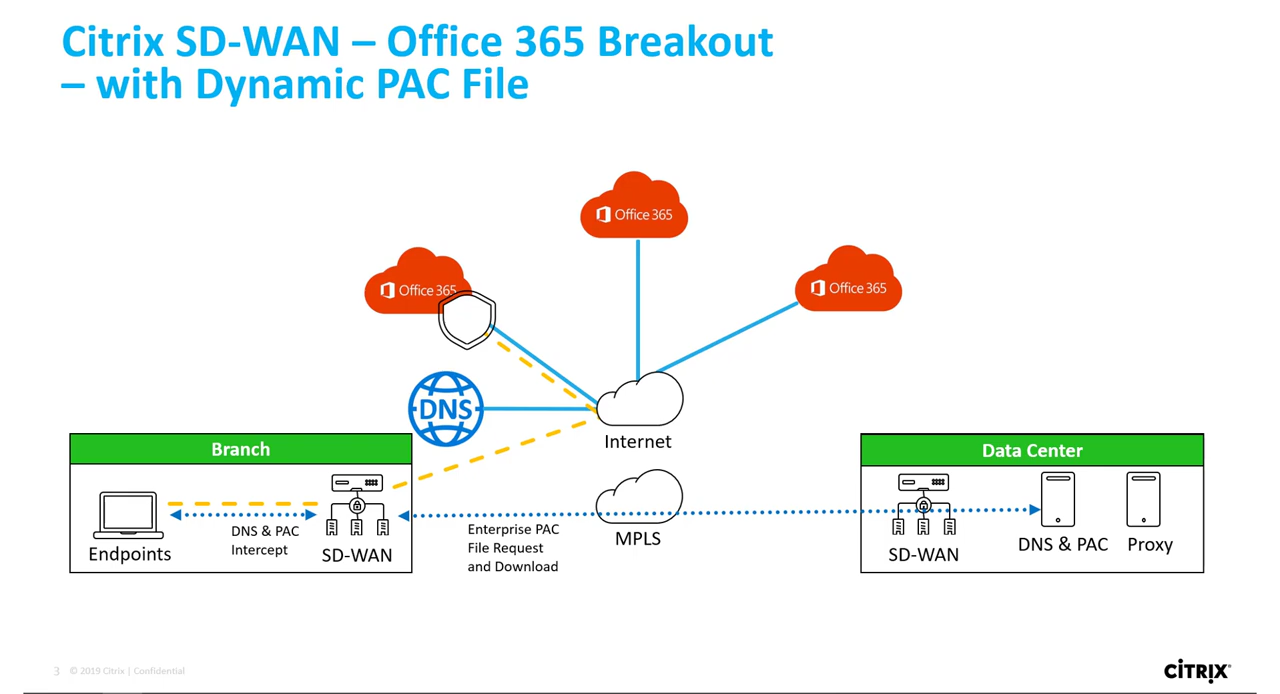 Citrix SD-WAN – Office 365 Breakout
– with Dynamic PAC File
Office 365
Office 365
Office 365
DNS
Internet
Branch
Data Center
DNS & PAC
Intercept
Endpoints
SD-WAN
Enterprise PAC
File Request
and Download
MPLS
SD-WAN
DNS & PAC
Proxy
3 © 2019 Citrix | Confidential
CİTRIX